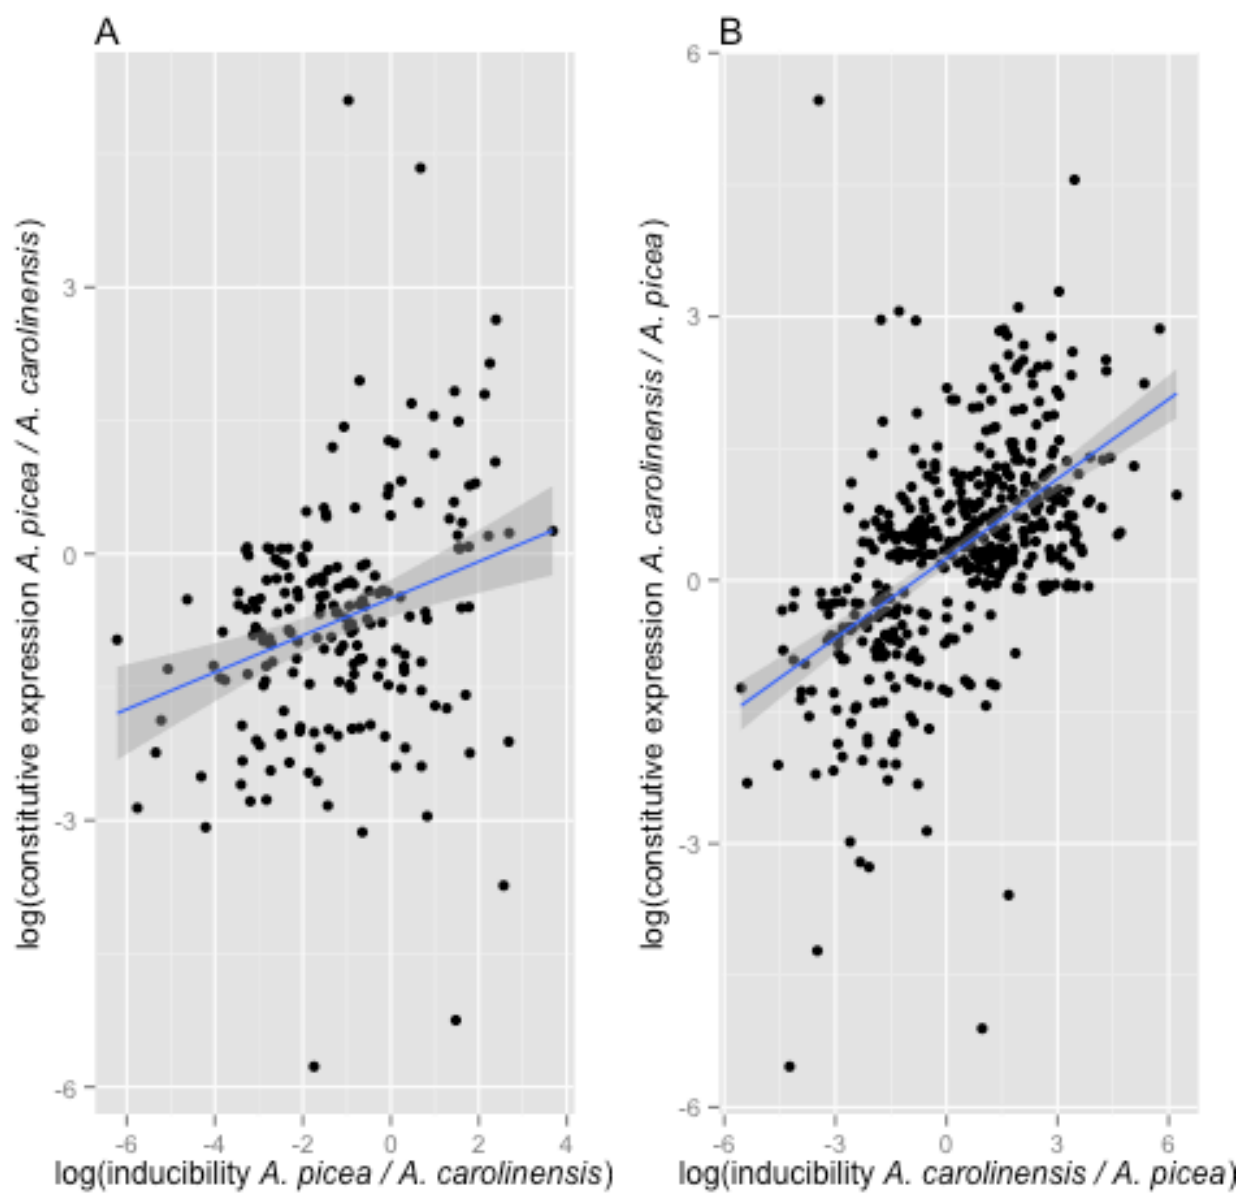 A
log(constitutive expression A. picea / A. carolinensis)
3
0
-3
-6
-6 -4 -2 0 2 4
log(inducibility A. picea / A. carolinensis)
B
log(constitutive expression A. carolinensis / A. picea)
6
3
0
-3
-6
-6 -3 0 3 6
log(inducibility A. carolinensis / A. picea)